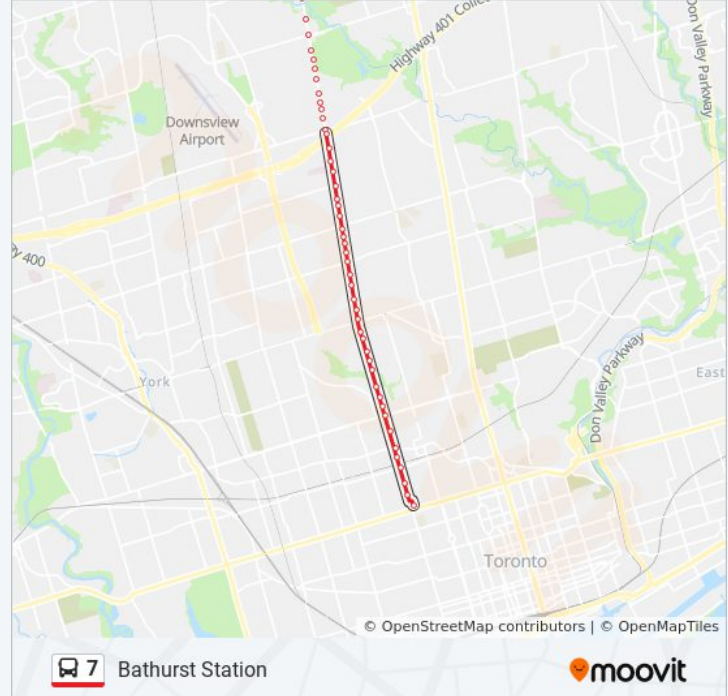 Highway 401 Collec
Don Valley Parkway
Downsview
Airport
y 400
York
Don Valley Parkway
East
Toronto
© OpenStreetMap contributors | © OpenMapTiles
7 Bathurst Station
moovit